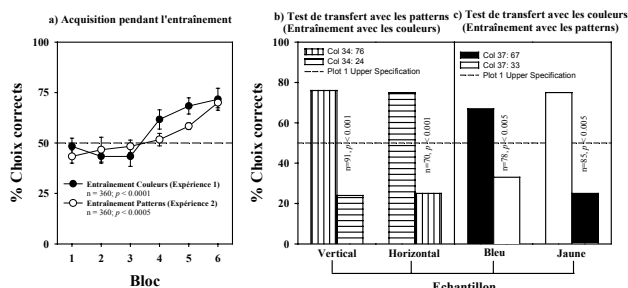 a) Acquisition pendant l'entraînement
b) Test de transfert avec les patterns
(Entraînement avec les couleurs)
c) Test de transfert avec les couleurs
(Entraînement avec les patterns)
% Choix corrects
100
75
50
25
0
Entraînement Couleurs (Expérience 1)
n = 360; p < 0.0001
Entraînement Patterns (Expérience 2)
n = 360; p < 0.0005
1 2 3 4 5 6
Bloc
% Choix corrects
100
80
60
40
20
0
Col 34: 76
Col 34: 24
Plot 1 Upper Specification
Col 37: 67
Col 37: 33
Plot 1 Upper Specification
n=91, p < 0.001
n=70, p < 0.001
n=78, p < 0.005
n=85, p < 0.005
Vertical Horizontal Bleu Jaune
Echantillon